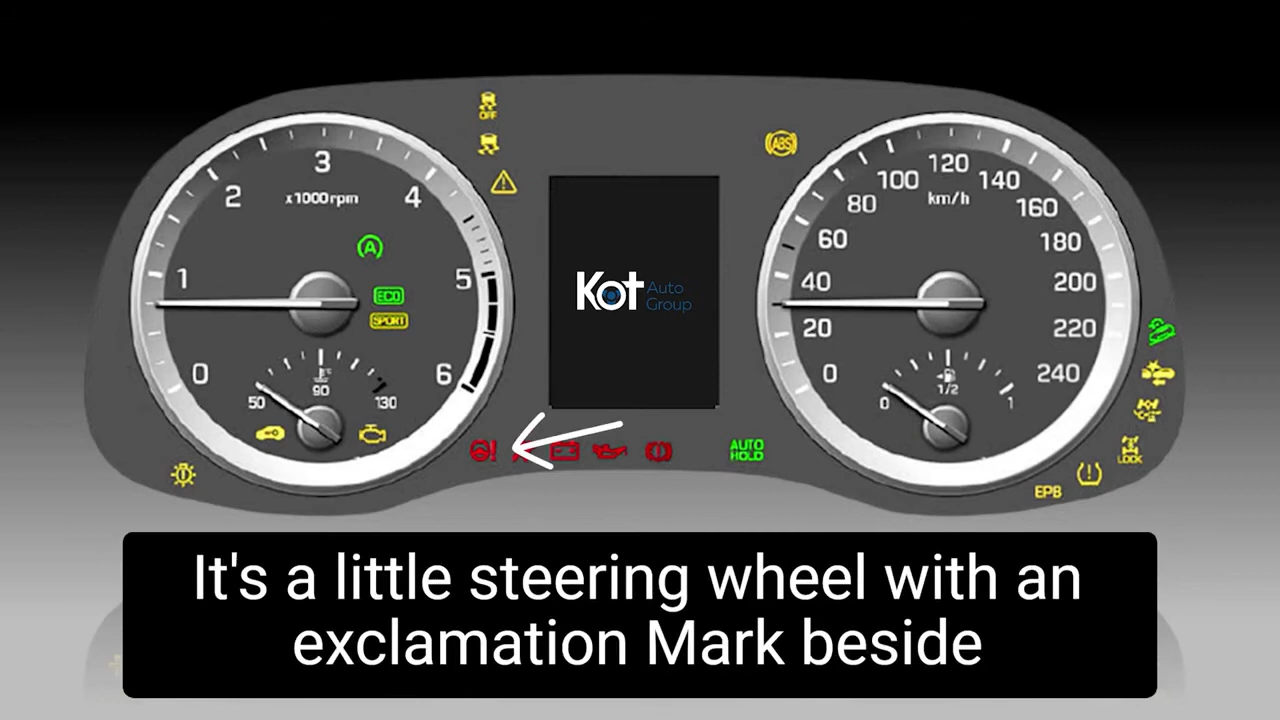 OFF
ABS
3
2
4
x1000rpm
A
1
5
ECO
SPORT
0
6
90
50
130
120
100
140
km/h
80
160
60
180
40
200
20
220
0
240
1/2
0
1
Kot Auto
Group
AUTO
HOLD
LOCK
EPB
It's a little steering wheel with an
exclamation Mark beside